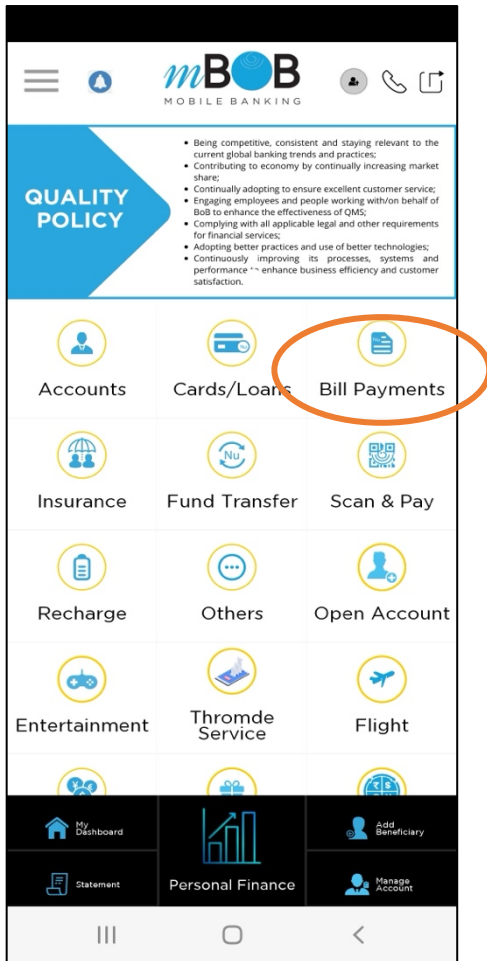 mBOB
MOBILE BANKING
QUALITY
POLICY
• Being competitive, consistent and staying relevant to the
current global banking trends and practices;
• Contributing to economy by continually increasing market
share;
• Continually adopting to ensure excellent customer service;
• Engaging employees and people working with/on behalf of
BoB to enhance the effectiveness of QMS;
• Complying with all applicable legal and other requirements
for financial services;
• Adopting better practices and use of better technologies;
• Continuously improving its processes, systems and
performance enhance business efficiency and customer
satisfaction.
Accounts
Cards/Loans
Bill Payments
Nu
Insurance
Fund Transfer
Scan & Pay
Recharge
Others
Open Account
Entertainment
Thromde
Service
Flight
My
Dashboard
Add
Beneficiary
Statement
Personal Finance
Manage
Account